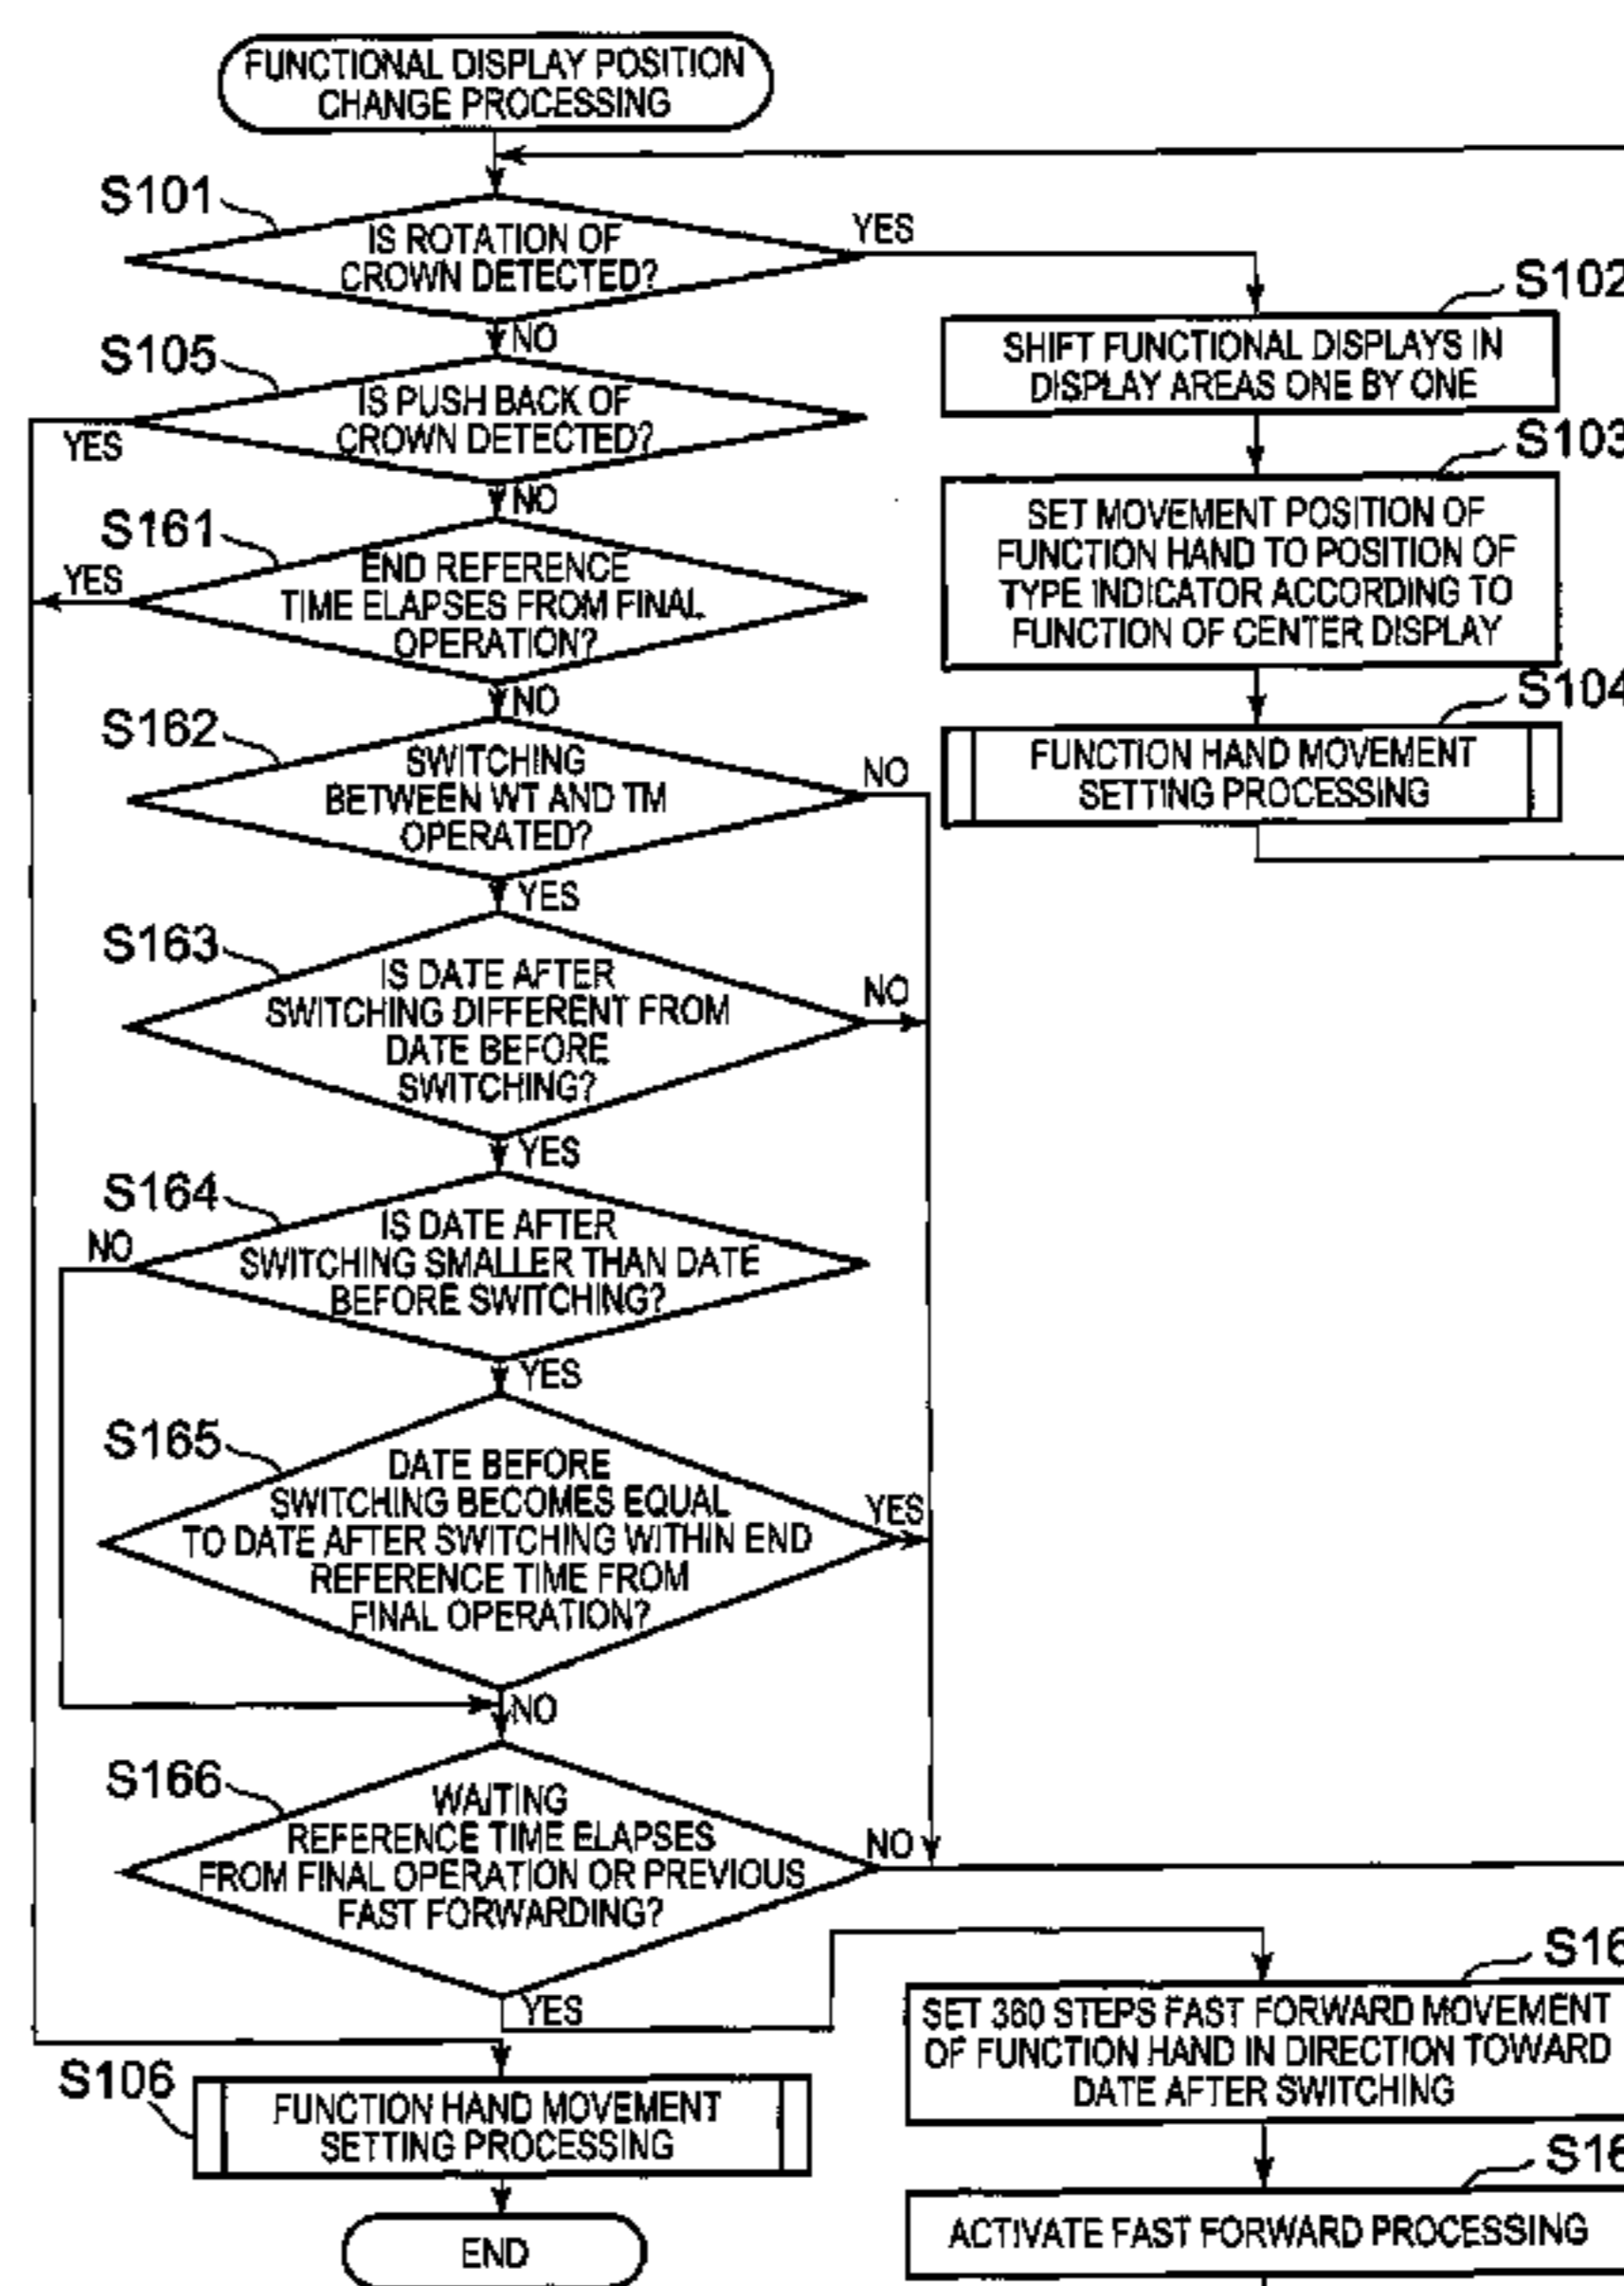 FUNCTIONAL DISPLAY POSITION
CHANGE PROCESSING
S101
IS ROTATION OF
CROWN DETECTED?
YES
NO
S102
SHIFT FUNCTIONAL DISPLAYS IN
DISPLAY AREAS ONE BY ONE
S103
SET MOVEMENT POSITION OF
FUNCTION HAND TO POSITION OF
TYPE INDICATOR ACCORDING TO
FUNCTION OF CENTER DISPLAY
S104
FUNCTION HAND MOVEMENT
SETTING PROCESSING
S105
IS PUSH BACK OF
CROWN DETECTED?
YES
NO
S161
END REFERENCE
TIME ELAPSES FROM FINAL
OPERATION?
YES
NO
S162
SWITCHING
BETWEEN WT AND TM
OPERATED?
NO
YES
S163
IS DATE AFTER
SWITCHING DIFFERENT FROM
DATE BEFORE
SWITCHING?
NO
YES
S164
IS DATE AFTER
SWITCHING SMALLER THAN DATE
BEFORE SWITCHING?
NO
YES
S165
DATE BEFORE
SWITCHING BECOMES EQUAL
TO DATE AFTER SWITCHING WITHIN END
REFERENCE TIME FROM
FINAL OPERATION?
YES
NO
S166
WAITING
REFERENCE TIME ELAPSES
FROM FINAL OPERATION OR PREVIOUS
FAST FORWARDING?
NO
YES
S16
SET 360 STEPS FAST FORWARD MOVEMENT
OF FUNCTION HAND IN DIRECTION TOWARD
DATE AFTER SWITCHING
S16
ACTIVATE FAST FORWARD PROCESSING
S106
FUNCTION HAND MOVEMENT
SETTING PROCESSING
END